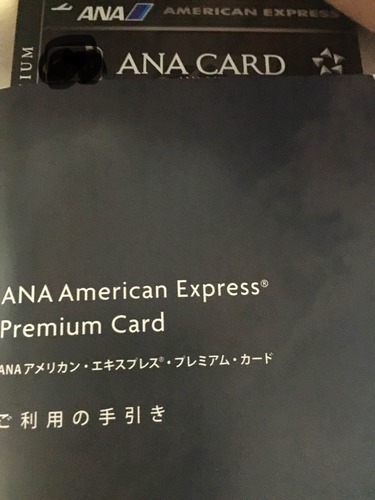 ANA AMERICAN EXPRESS
ANA CARD
IUM
ANA American Express®
Premium Card
ANAアメリカン・エキスプレス®・プレミアム・カード
ご利用の手引き